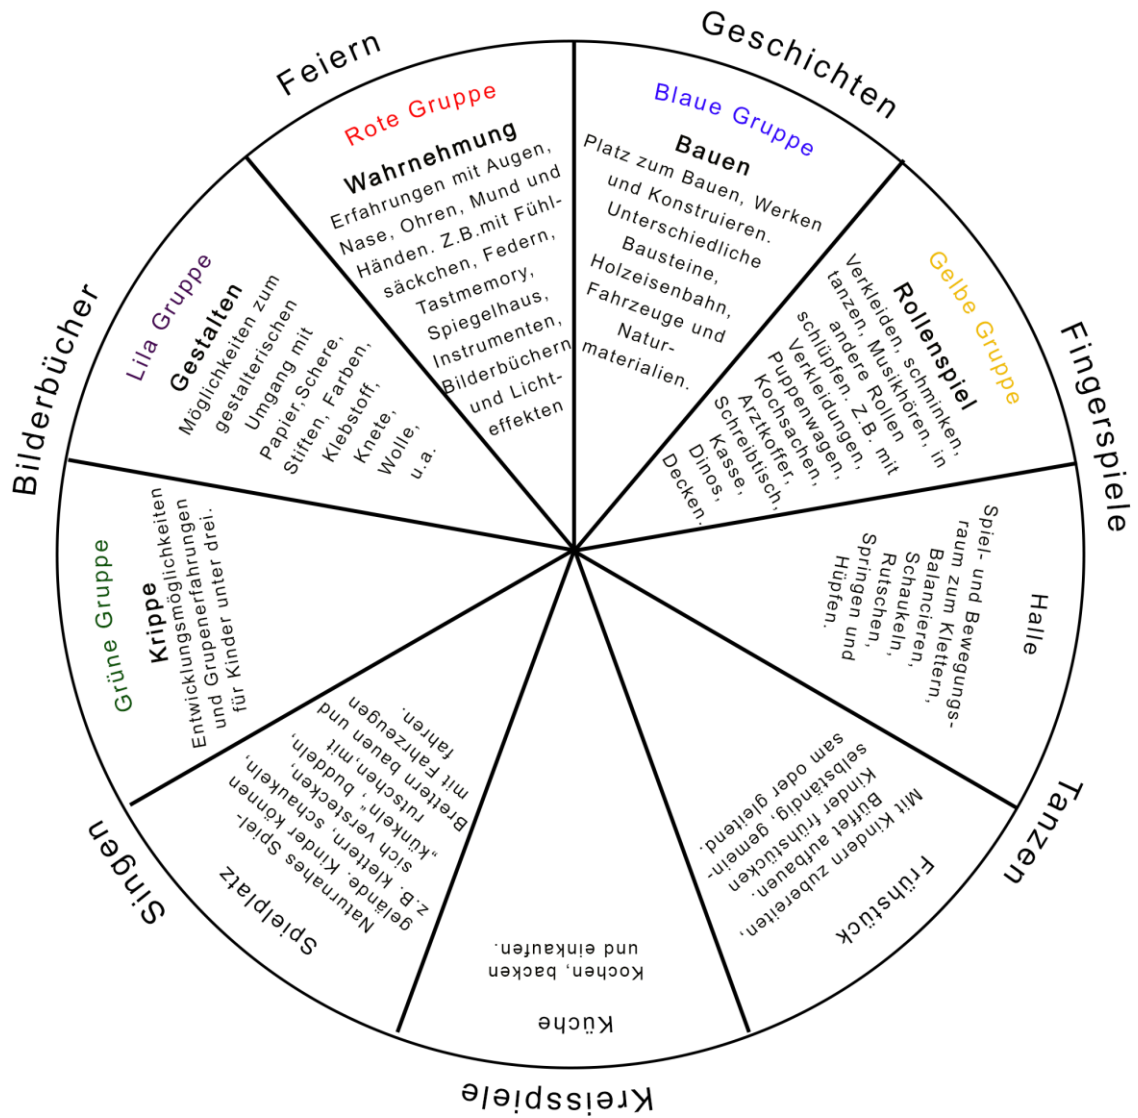 Geschichten
Blaue Gruppe
Bauen
Platz zum Bauen, Werken
und Konstruieren.
Unterschiedliche
Bausteine,
Holzeisenbahn,
Fahrzeuge und
Natur-
materialien.
Gelbe Gruppe
Rollenspiel
Verkleiden, schminken,
tanzen, Musikhören, in
andere Rollen
schlüpfen. Z.B. mit
Verkleidungen,
Puppenwagen,
Kochsachen,
Arztkoffer,
Schreibtisch,
Kasse,
Dinos,
Decken.
Fingerspiele
Halle
Spiel- und Bewegungs-
raum zum Klettern,
Balancieren,
Schaukeln,
Rutschen,
Springen und
Hüpfen.
Tanzen
Frühstück
Mit Kindern zubereiten,
Büffet aufbauen.
Kinder frühstücken
selbständig, gemein-
sam oder gleitend.
Kreisspiele
Küche
Kochen, backen
und einkaufen.
Singen
Spielplatz
Naturnahes Spiel-
gelände. Kinder können
z.B. klettern, schaukeln,
sich verstecken,
„künkeln“, buddeln,
rutschen,mit
Brettern bauen und
mit Fahrzeugen
fahren.
Grüne Gruppe
Krippe
Entwicklungsmöglichkeiten
und Grupenerfahrungen
für Kinder unter drei.
Bilderbücher
Lila Gruppe
Gestalten
Möglichkeiten zum
gestalterischen
Umgang mit
Papier,Schere,
Stiften, Farben,
Klebstoff,
Knete,
Wolle,
u.a.
Feiern
Rote Gruppe
Wahrnehmung
Erfahrungen mit Augen,
Nase, Ohren, Mund und
Händen. Z.B.mit Fühl-
säckchen, Federn,
Tastmemory,
Spiegelhaus,
Instrumenten,
Bilderbüchern
und Licht-
effekten